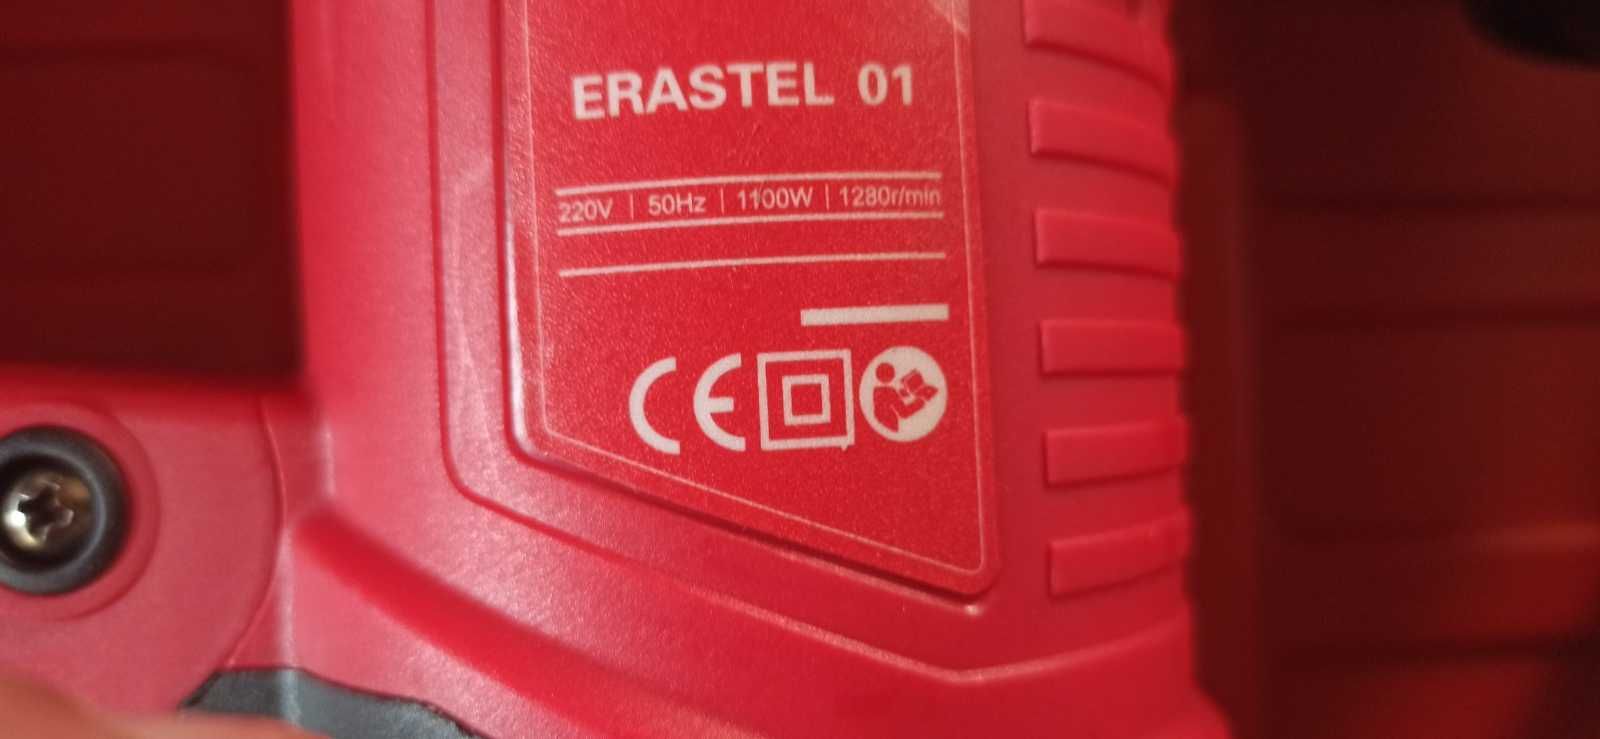 ERASTEL 01
220V | 50Hz | 1100W | 1280r/min
CE